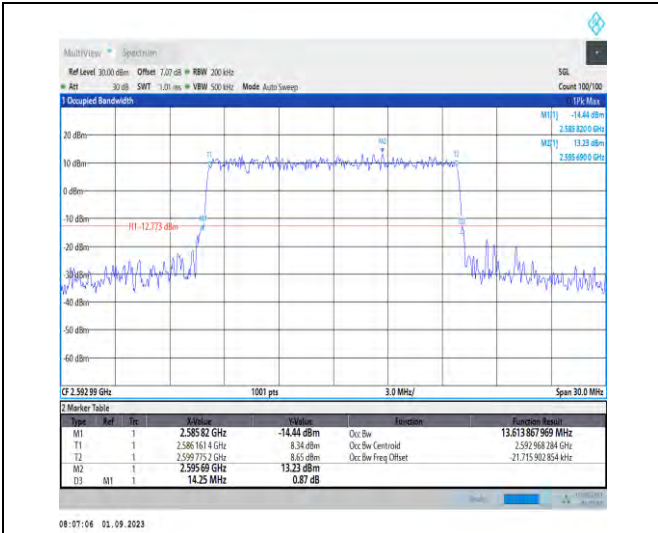 MultiView Spectrum
Ref Level 30.00 dBm Offset 7.07 dB RBW 200 kHz SGL
Att 30 dB SWT 1.01 ms VBW 500 kHz Mode Auto Sweep Count 100/100
1 Occupied Bandwidth 1Pk Max
M1[1] -14.44 dBm
2.585 820 0 GHz
M2[1] 13.23 dBm
2.595 690 0 GHz
20 dBm
M2
T1 T2
10 dBm
0 dBm
-10 dBm
H1 -12.773 dBm
-20 dBm
-30 dBm
-40 dBm
-50 dBm
-60 dBm
CF 2.592 99 GHz 1001 pts 3.0 MHz/ Span 30.0 MHz
2 Marker Table
Type Ref Trc X-Value Y-Value Function Function Result
M1 1 2.585 82 GHz -14.44 dBm Occ Bw 13.613 867 969 MHz
T1 1 2.586 161 4 GHz 8.34 dBm Occ Bw Centroid 2.592 968 284 GHz
T2 1 2.599 775 2 GHz 8.65 dBm Occ Bw Freq Offset -21.715 902 854 kHz
M2 1 2.595 69 GHz 13.23 dBm
D3 M1 1 14.25 MHz 0.87 dB
08:07:06 01.09.2023